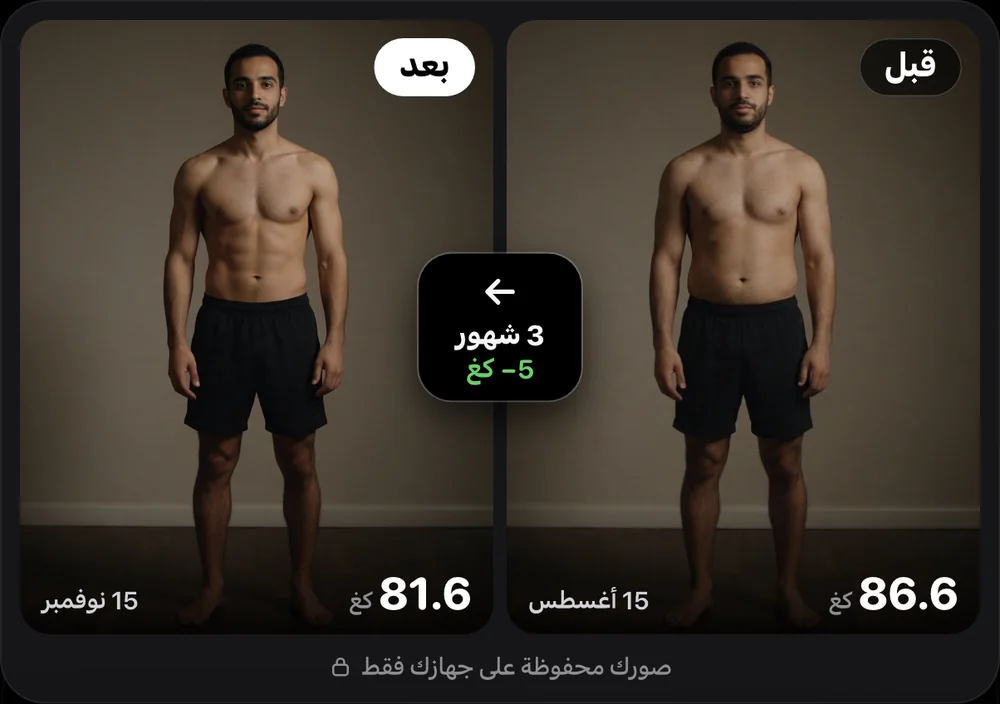 قبل
86.6 كغ
15 أغسطس
←
3 شهور
-5 كغ
بعد
81.6 كغ
15 نوفمبر
صورك محفوظة على جهازك فقط